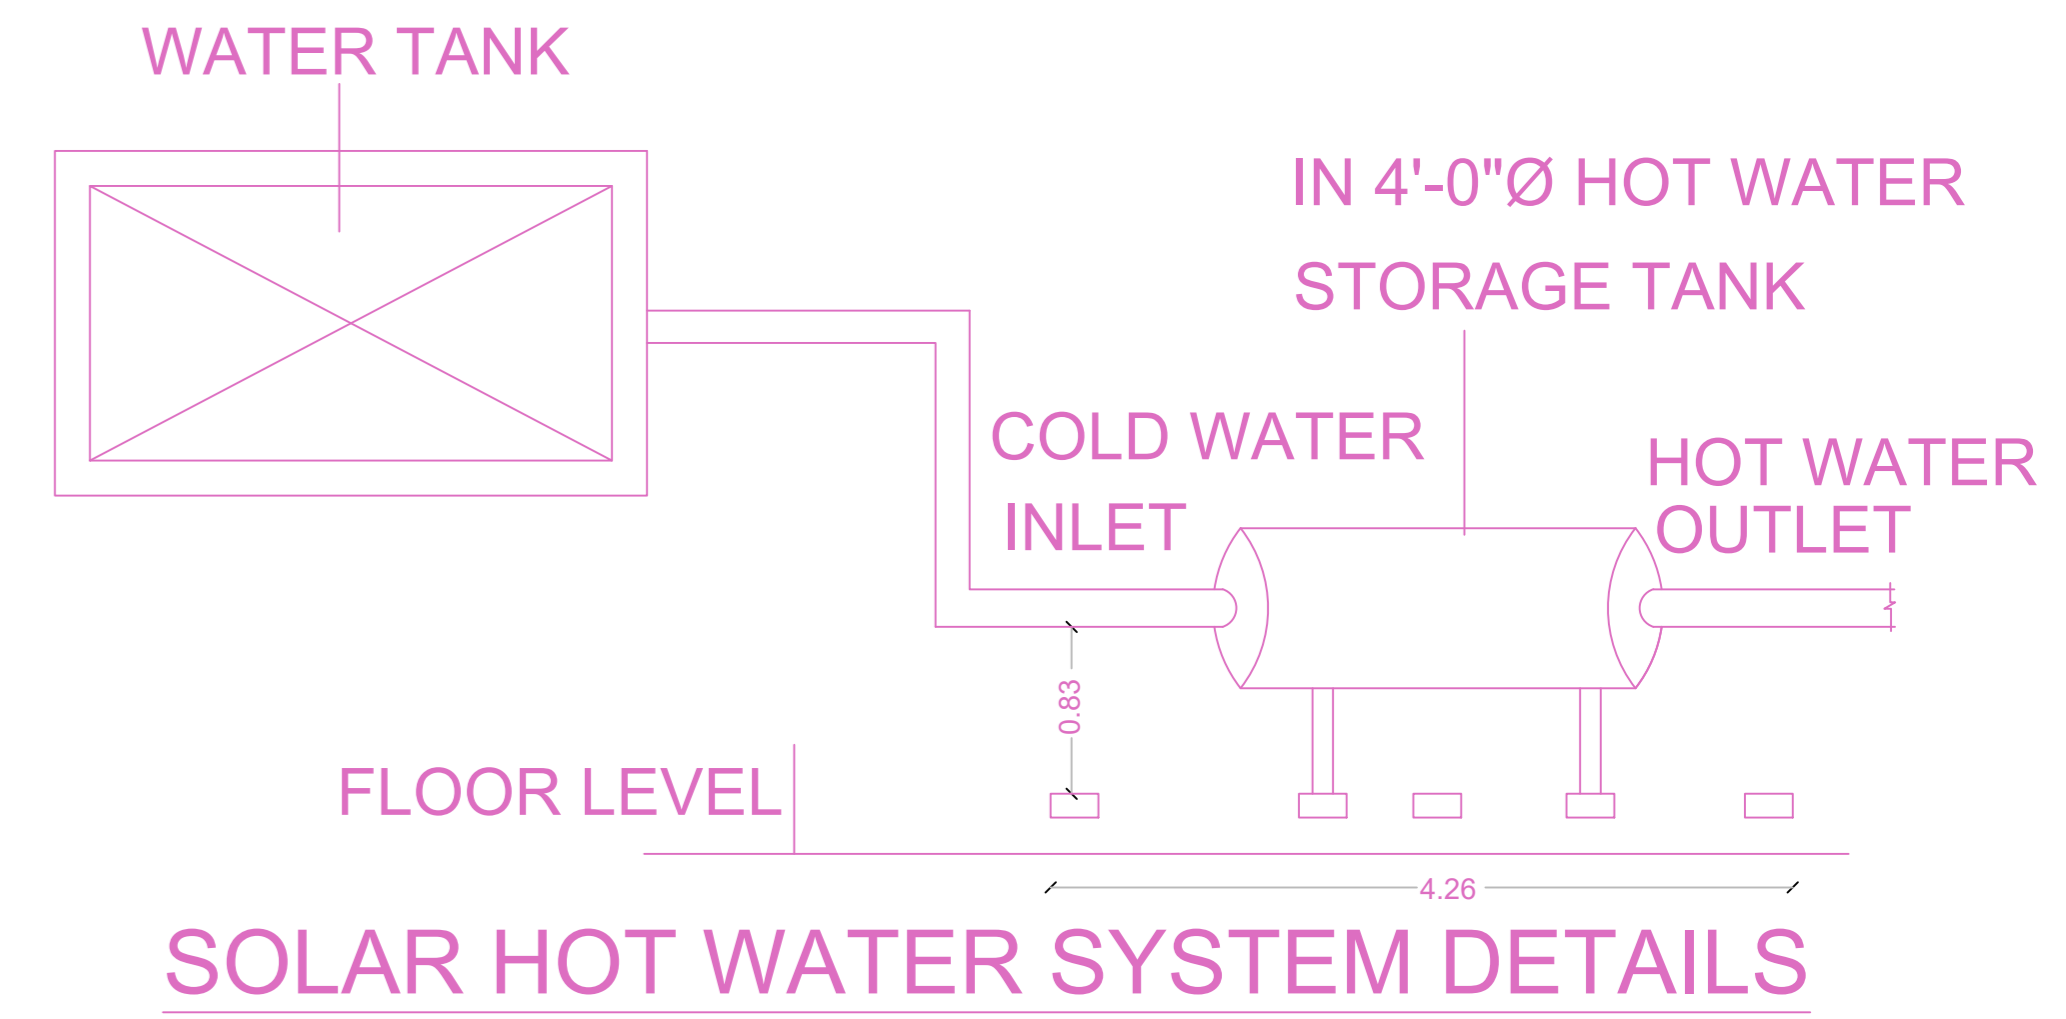 WATER TANK
IN 4'-0"Ø HOT WATER
STORAGE TANK
COLD WATER
INLET
HOT WATER
OUTLET
0.83
FLOOR LEVEL
4.26
SOLAR HOT WATER SYSTEM DETAILS